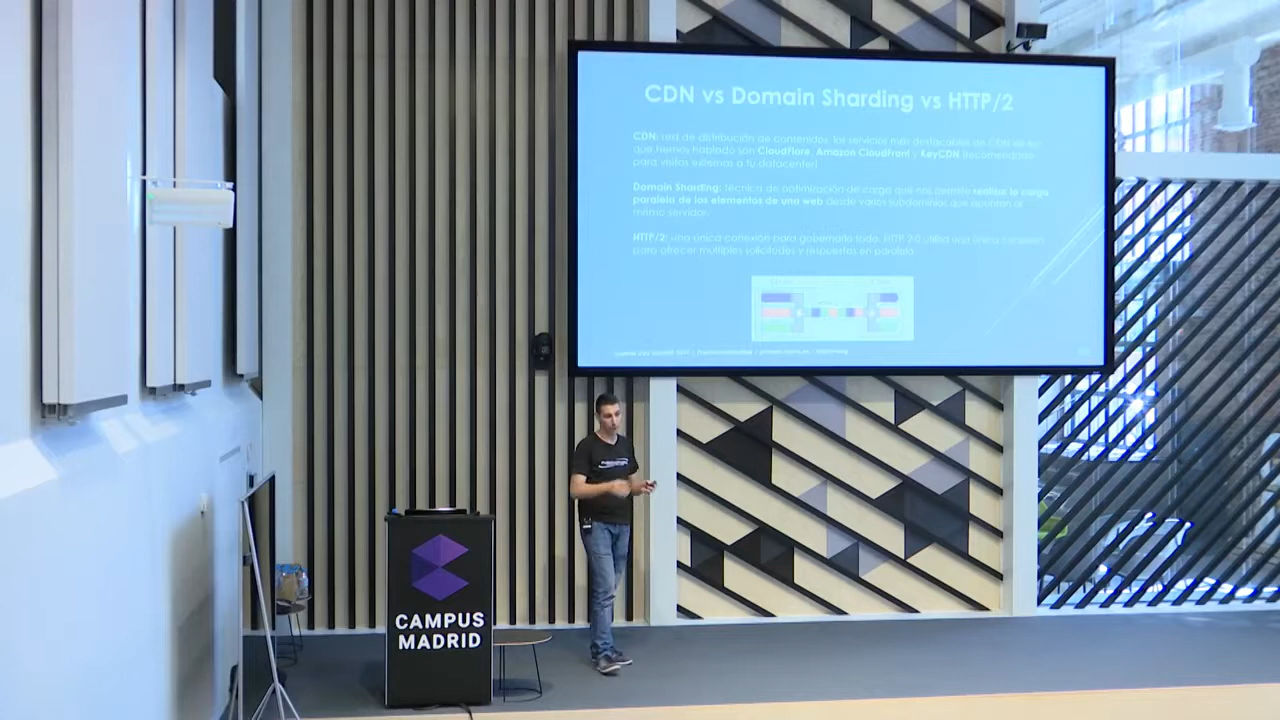 CDN vs Domain Sharding vs HTTP/2
CDN: red de distribución de contenidos, los servicios más destacables de CDN de los
que hemos hablado son CloudFlare, Amazon CloudFront y KeyCDN (recomendado
para visitas externas a tu datacenter)
Domain Sharding: técnica de optimización de carga que nos permite realizar la carga
paralela de los elementos de una web desde varios subdominios que apuntan al
mismo servidor.
HTTP/2: una única conexión para gobernarla toda. HTTP 2.0 utiliza una única conexión
para ofrecer multiples solicitudes y respuestas en paralelo.
CAMPUS
MADRID